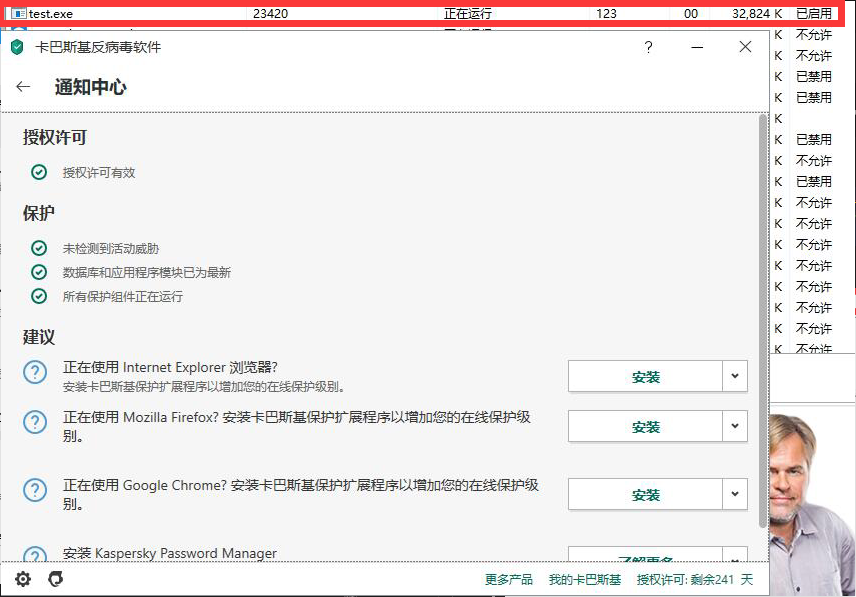 test.exe 23420 正在运行 123 00 32,824 K 已启用
K 不允许
卡巴斯基反病毒软件 ?
K 不允许
K 已禁用
通知中心
K 已禁用
K
授权许可
K 已禁用
K 不允许
授权许可有效
K 已禁用
K 不允许
保护
K 不允许
未检测到活动威胁
K 不允许
数据库和应用程序模块已为最新
K 不允许
K 不允许
所有保护组件正在运行
K 不允许
K 不允许
建议
K 不允许
正在使用 Internet Explorer 浏览器?
安装卡巴斯基保护扩展程序以增加您的在线保护级别。
安装
正在使用 Mozilla Firefox? 安装卡巴斯基保护扩展程序以增加您的在线保护级
别。
安装
正在使用 Google Chrome? 安装卡巴斯基保护扩展程序以增加您的在线保护级
别。
安装
安装 Kaspersky Password Manager
了解更多
更多产品 我的卡巴斯基 授权许可: 剩余241 天